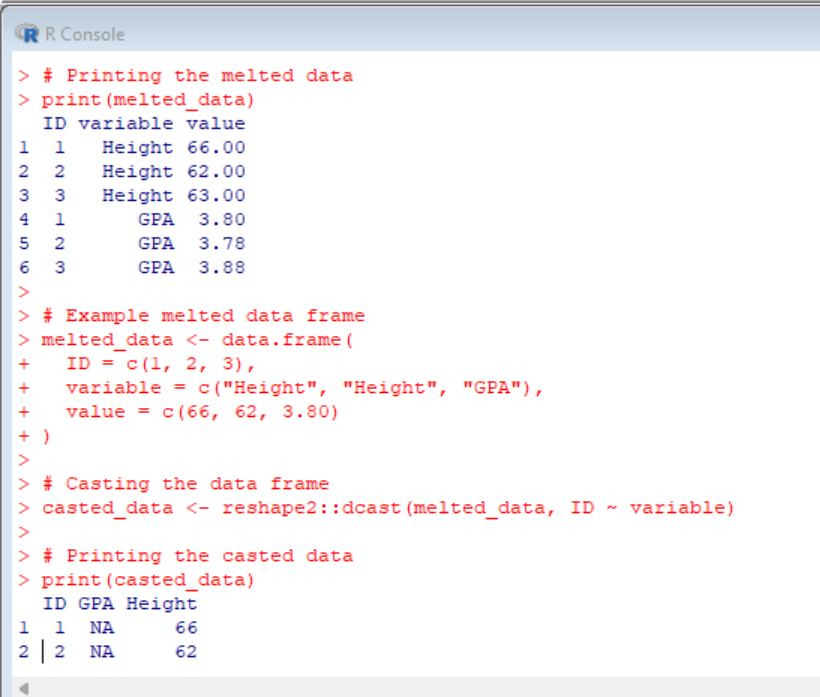 R Console
> # Printing the melted data
> print(melted_data)
  ID variable value
1  1   Height 66.00
2  2   Height 62.00
3  3   Height 63.00
4  1      GPA  3.80
5  2      GPA  3.78
6  3      GPA  3.88
>
> # Example melted data frame
> melted_data <- data.frame(
+   ID = c(1, 2, 3),
+   variable = c("Height", "Height", "GPA"),
+   value = c(66, 62, 3.80)
+ )
>
> # Casting the data frame
> casted_data <- reshape2::dcast(melted_data, ID ~ variable)
>
> # Printing the casted data
> print(casted_data)
  ID GPA Height
1  1  NA     66
2  2  NA     62